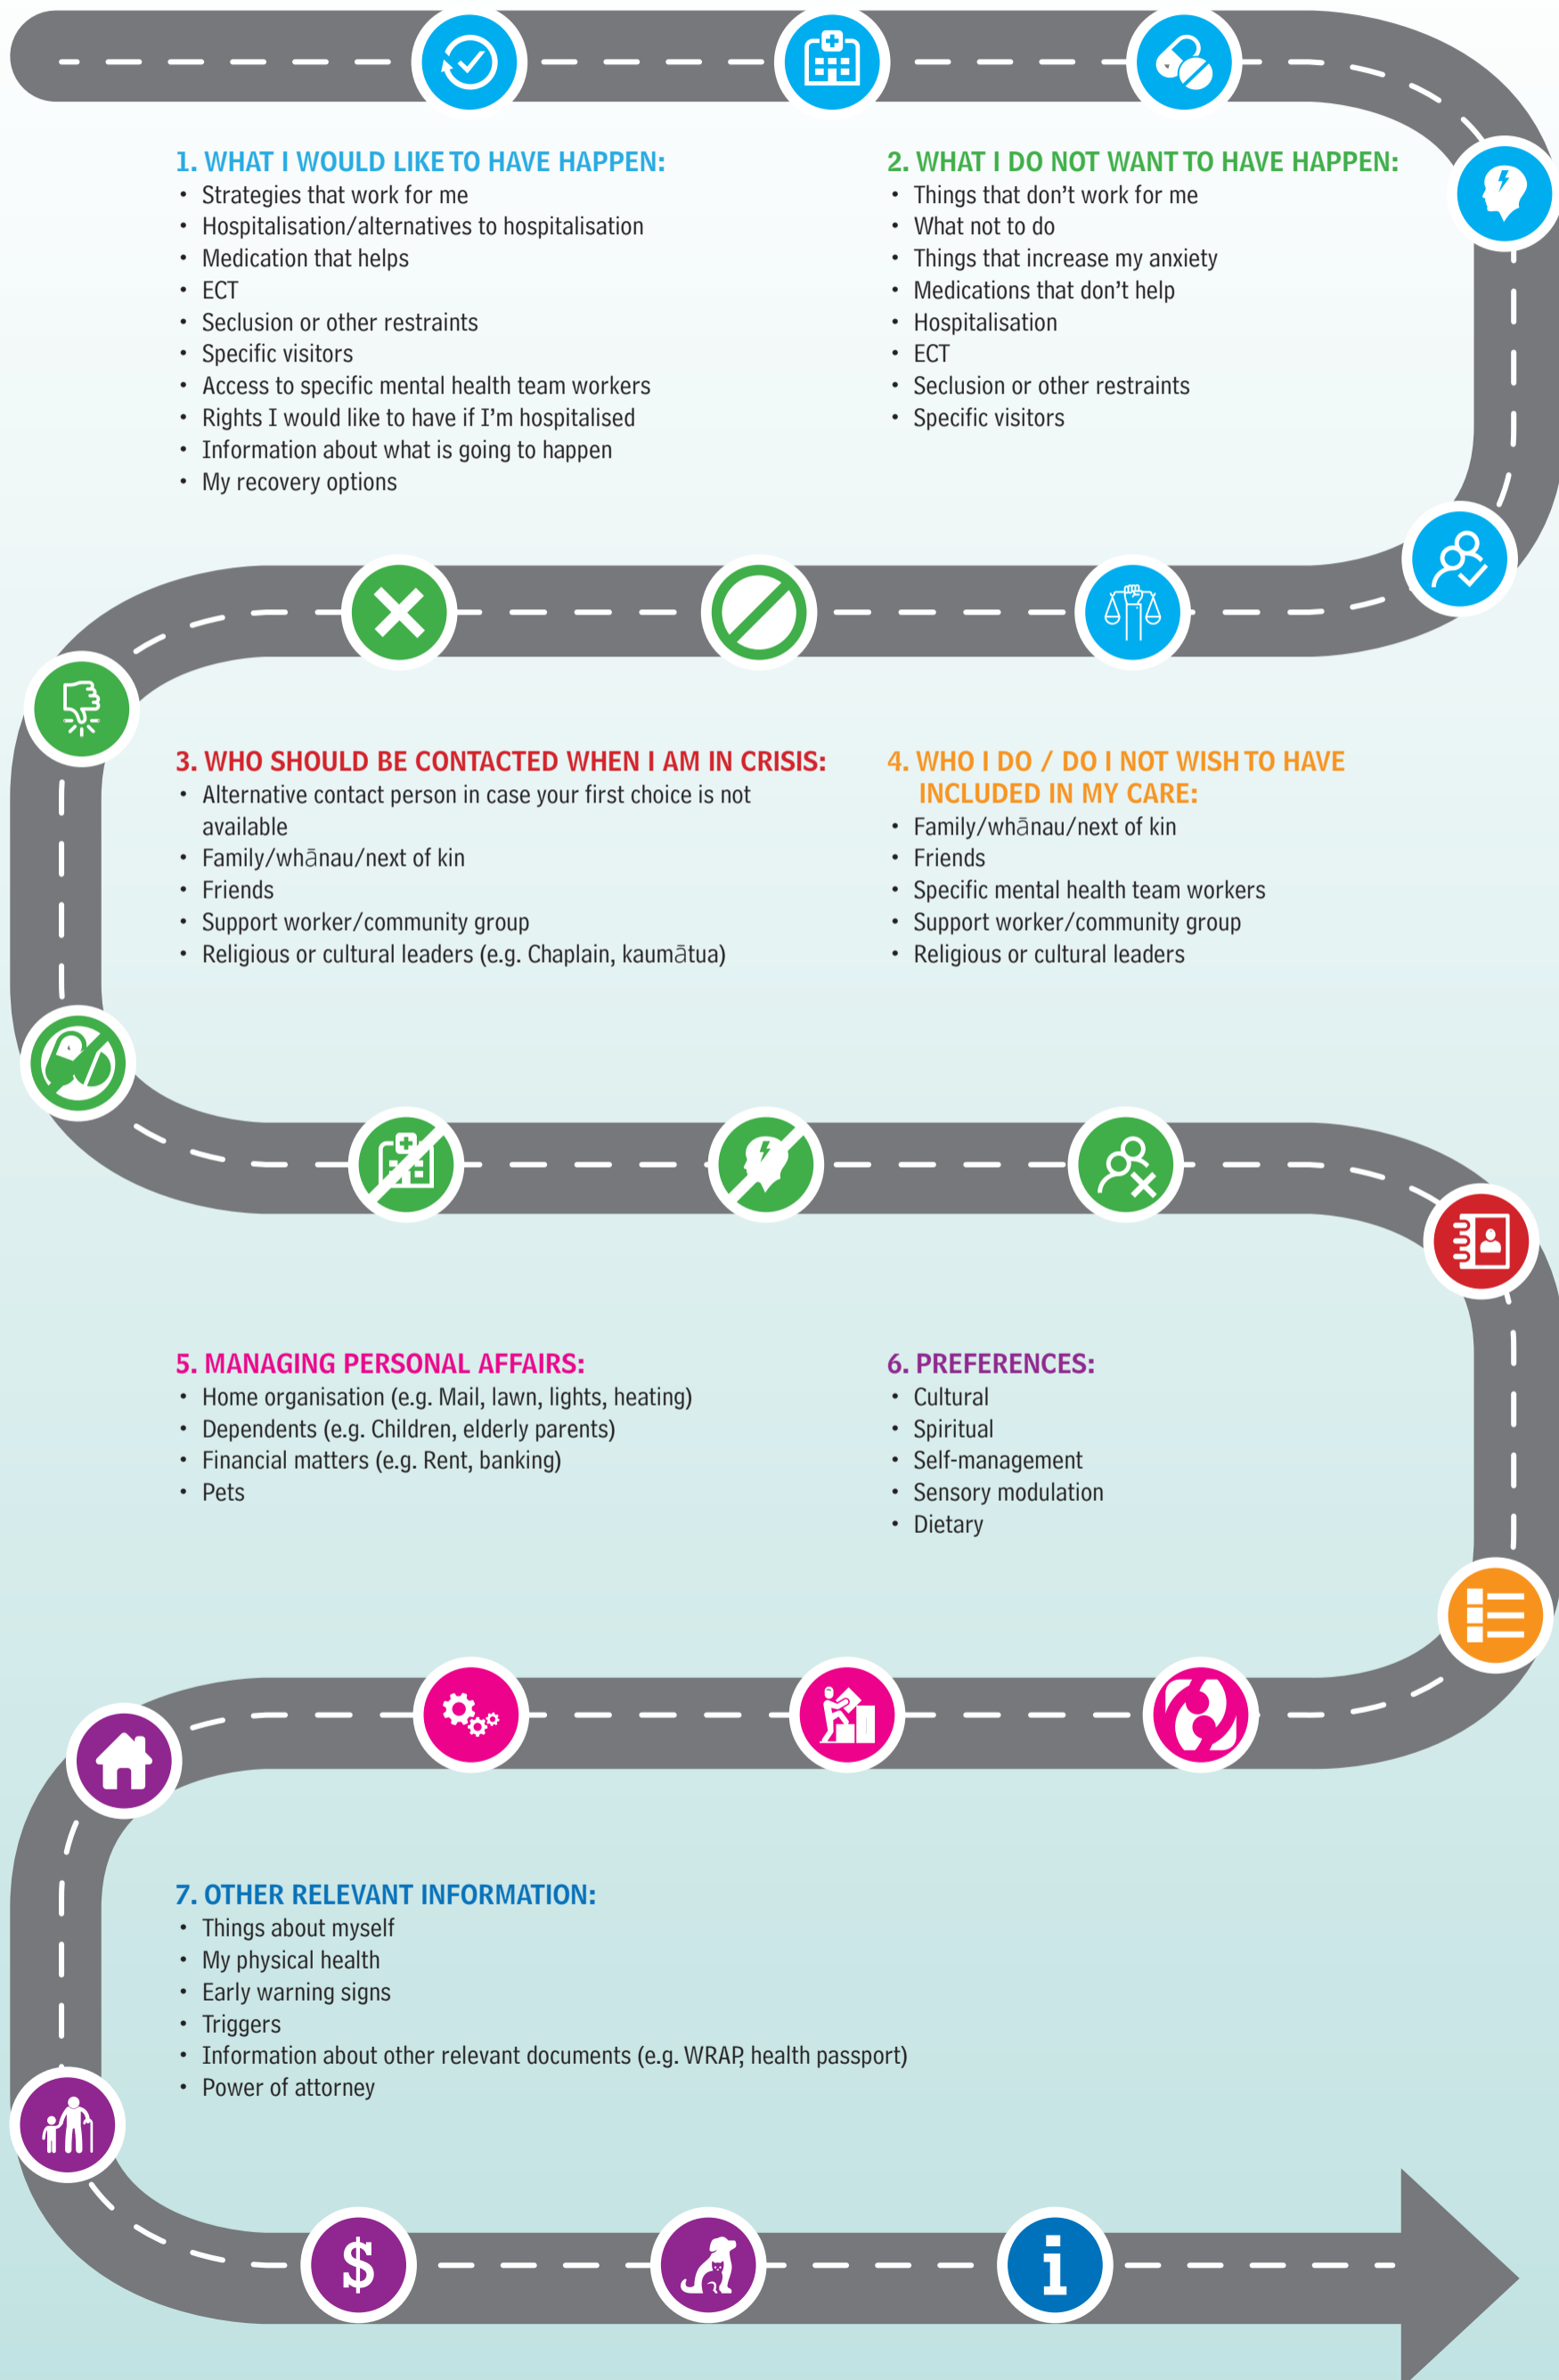 1. WHAT I WOULD LIKE TO HAVE HAPPEN:
• Strategies that work for me
• Hospitalisation/alternatives to hospitalisation
• Medication that helps
• ECT
• Seclusion or other restraints
• Specific visitors
• Access to specific mental health team workers
• Rights I would like to have if I’m hospitalised
• Information about what is going to happen
• My recovery options
2. WHAT I DO NOT WANT TO HAVE HAPPEN:
• Things that don’t work for me
• What not to do
• Things that increase my anxiety
• Medications that don’t help
• Hospitalisation
• ECT
• Seclusion or other restraints
• Specific visitors
3. WHO SHOULD BE CONTACTED WHEN I AM IN CRISIS:
• Alternative contact person in case your first choice is not
available
• Family/whānau/next of kin
• Friends
• Support worker/community group
• Religious or cultural leaders (e.g. Chaplain, kaumātua)
4. WHO I DO / DO I NOT WISH TO HAVE
INCLUDED IN MY CARE:
• Family/whānau/next of kin
• Friends
• Specific mental health team workers
• Support worker/community group
• Religious or cultural leaders
5. MANAGING PERSONAL AFFAIRS:
• Home organisation (e.g. Mail, lawn, lights, heating)
• Dependents (e.g. Children, elderly parents)
• Financial matters (e.g. Rent, banking)
• Pets
6. PREFERENCES:
• Cultural
• Spiritual
• Self-management
• Sensory modulation
• Dietary
7. OTHER RELEVANT INFORMATION:
• Things about myself
• My physical health
• Early warning signs
• Triggers
• Information about other relevant documents (e.g. WRAP, health passport)
• Power of attorney
$
i